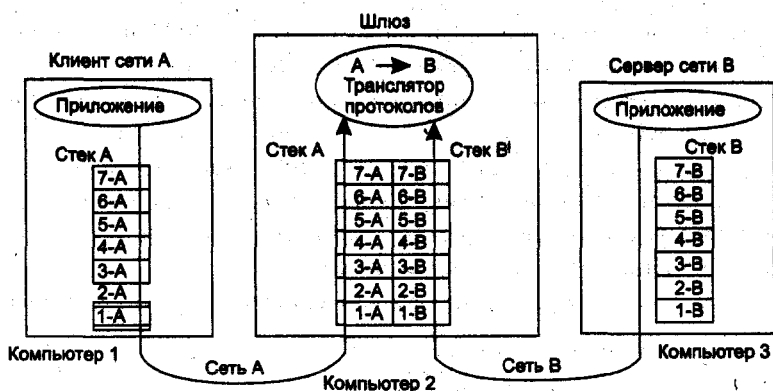 Шлюз
Клиент сети А
Сервер сети В
А В
Транслятор
протоколов
Приложение
Приложение
Стек А
Стек А
Стек В
Стек В
7-А
6-А
5-А
4-А
3-А
2-А
1-А
7-А 7-В
6-А 6-В
5-А 5-В
4-А 4-В
3-А 3-В
2-А 2-В
1-А 1-В
7-В
6-В
5-В
4-В
3-В
2-В
1-В
Компьютер 1
Сеть А
Компьютер 2
Сеть В
Компьютер 3